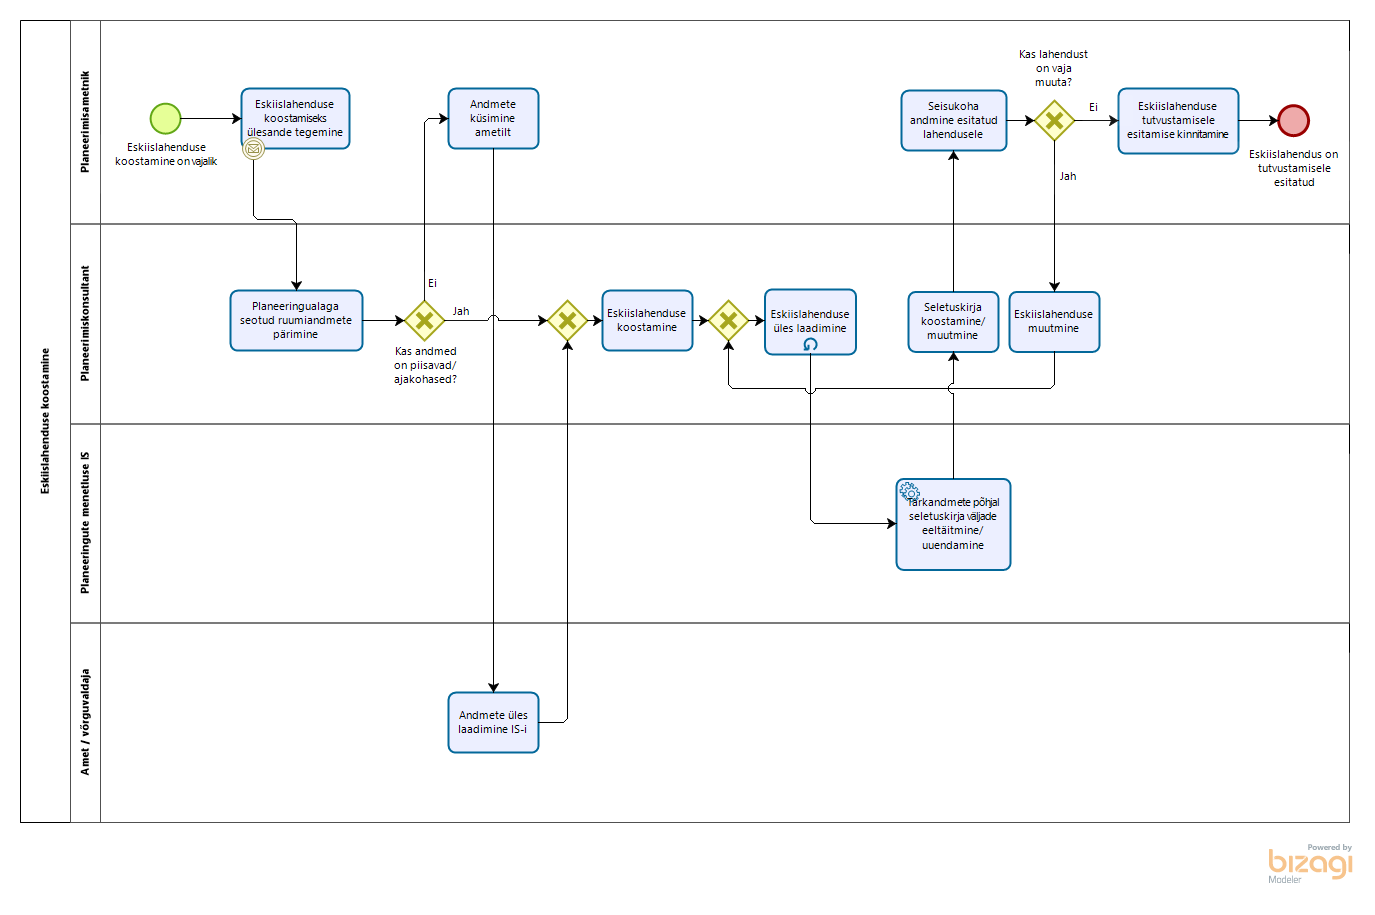 Eskiislahenduse koostamine
Planeerimisametnik
Eskiislahenduse
koostamine on vajalik
Eskiislahenduse
koostamiseks
ülesande tegemine
Andmete
küsimine
ametilt
Seisukoha
andmine esitatud
lahendusele
Kas lahendust
on vaja
muuta?
Ei
Jah
Eskiislahenduse
tutvustamisele
esitamise kinnitamine
Eskiislahendus on
tutvustamisele
esitatud
Planeerimiskonsultant
Planeeringualaga
seotud ruumiandmete
pärimine
Ei
Jah
Kas andmed
on piisavad/
ajakohased?
Eskiislahenduse
koostamine
Eskiislahenduse
üles laadimine
Seletuskirja
koostamine/
muutmine
Eskiislahenduse
muutmine
Planeeringute menetluse IS
Tarkandmete põhjal
seletuskirja väljade
eeltäitmine/
uuendamine
Amet / võrguvaldaja
Andmete üles
laadimine IS-i
Powered by
bizagi
Modeler